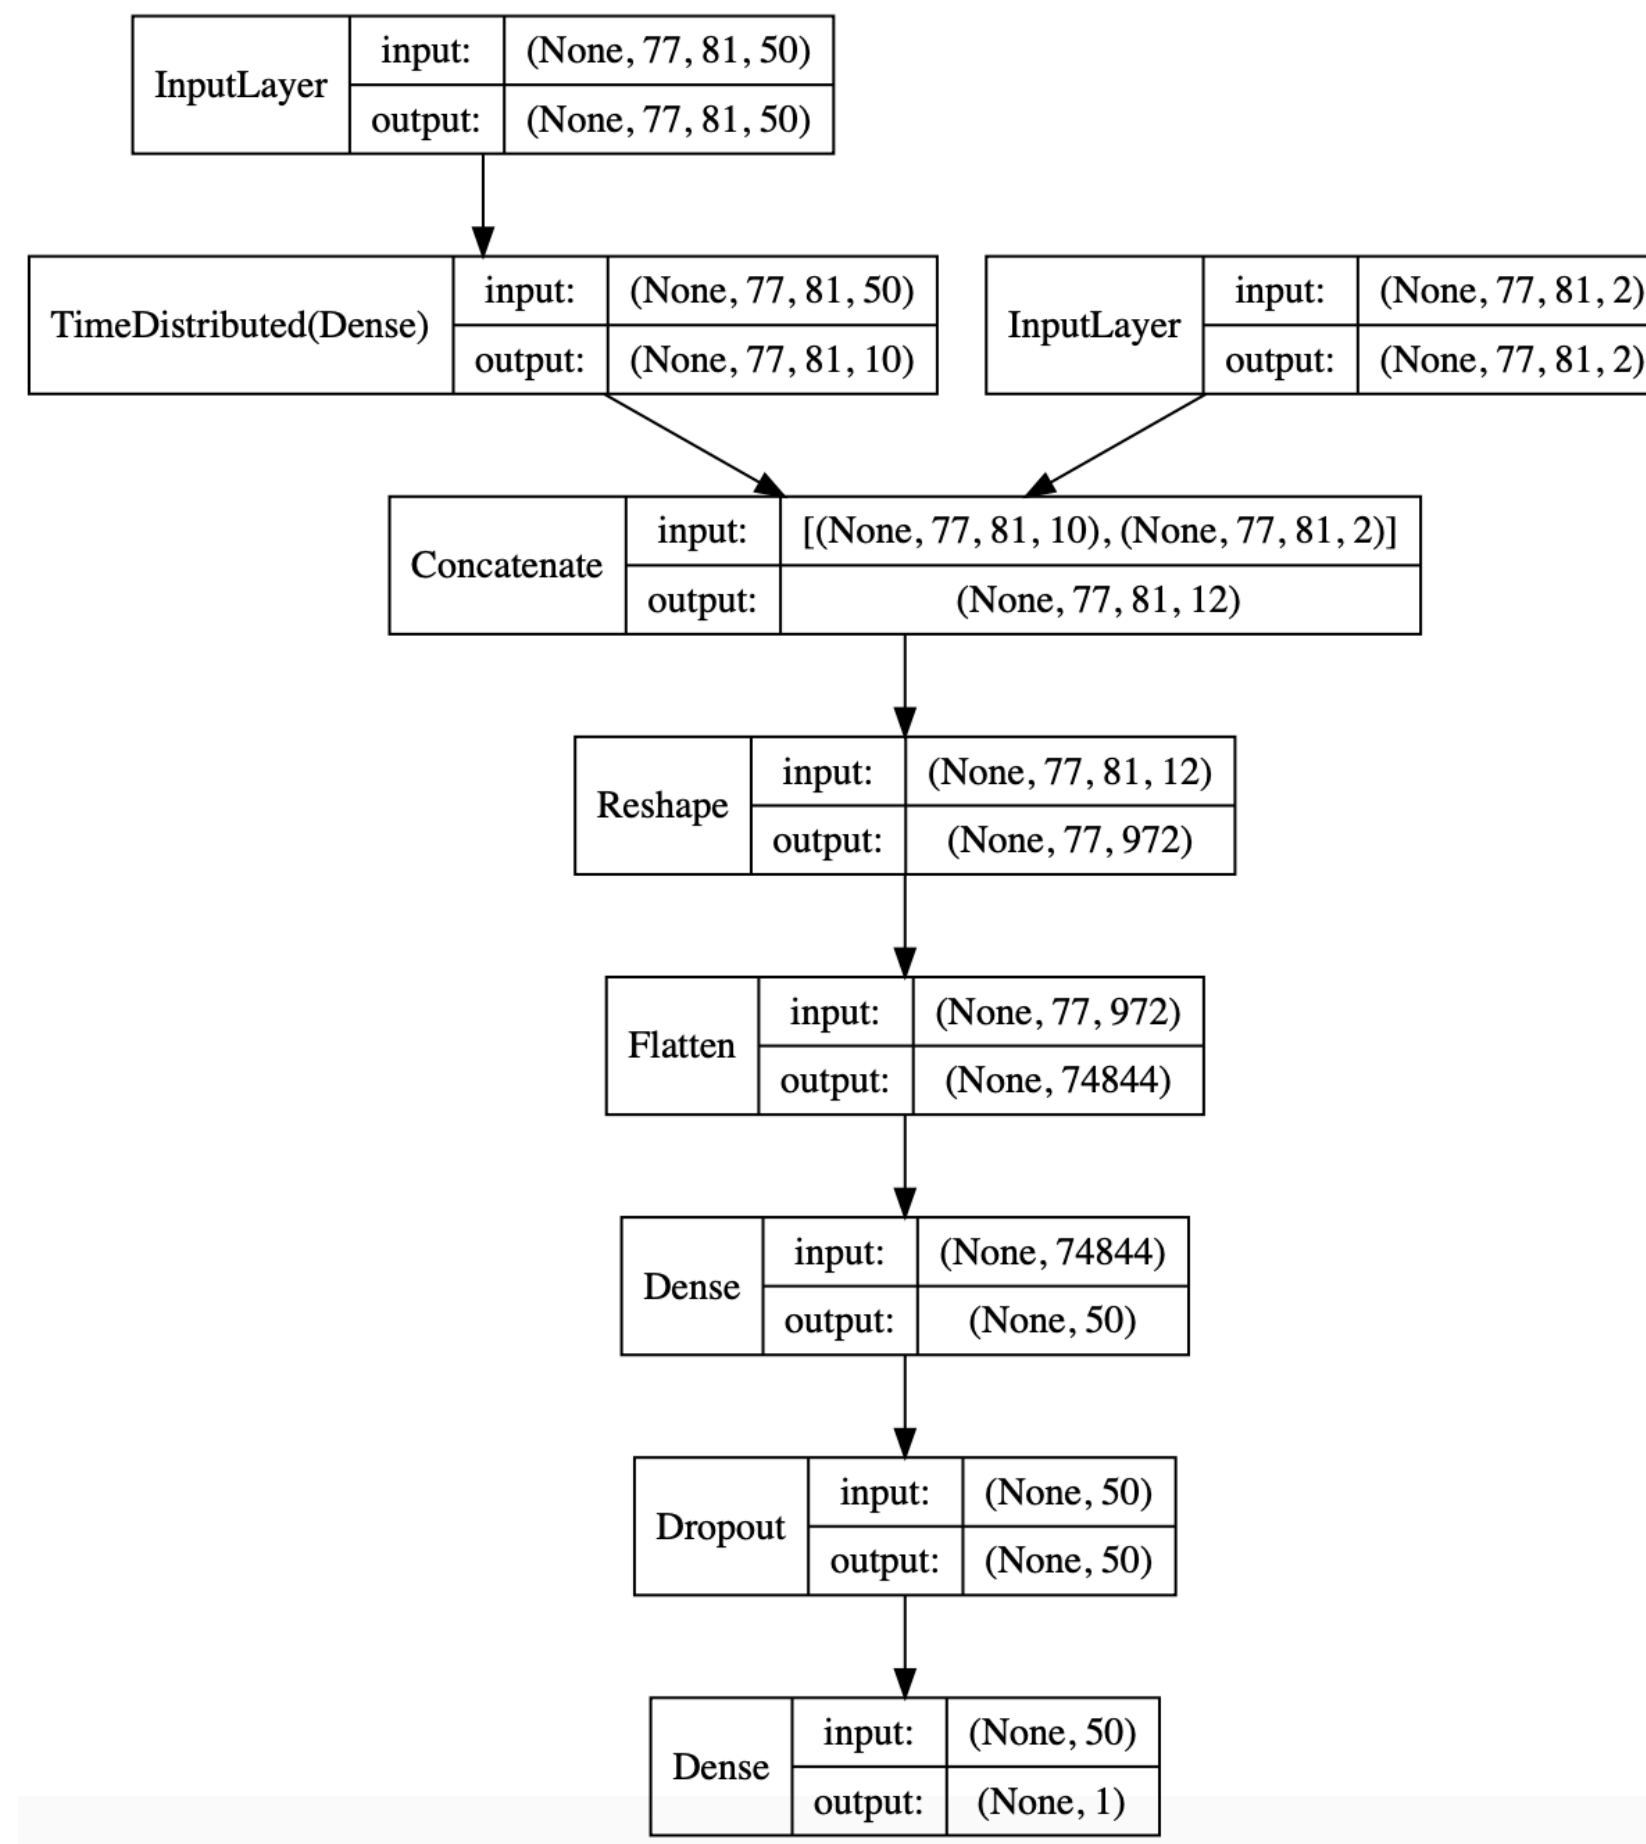 InputLayer
input: (None, 77, 81, 50)
output: (None, 77, 81, 50)
TimeDistributed(Dense)
input: (None, 77, 81, 50)
output: (None, 77, 81, 10)
InputLayer
input: (None, 77, 81, 2)
output: (None, 77, 81, 2)
Concatenate
input: [(None, 77, 81, 10), (None, 77, 81, 2)]
output: (None, 77, 81, 12)
Reshape
input: (None, 77, 81, 12)
output: (None, 77, 972)
Flatten
input: (None, 77, 972)
output: (None, 74844)
Dense
input: (None, 74844)
output: (None, 50)
Dropout
input: (None, 50)
output: (None, 50)
Dense
input: (None, 50)
output: (None, 1)